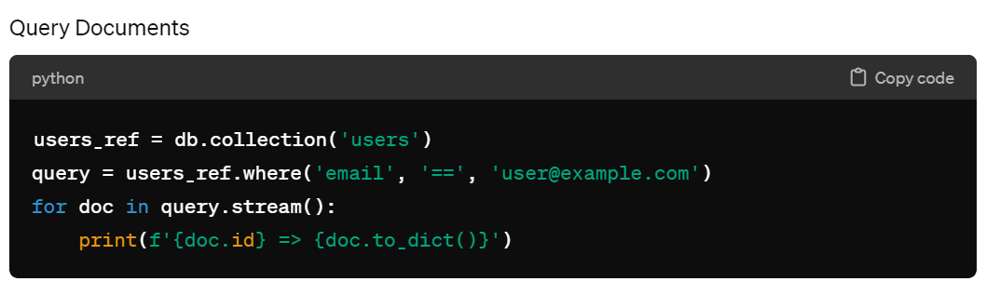 Query Documents
python
Copy code
users_ref = db.collection('users')
query = users_ref.where('email', '==', 'user@example.com')
for doc in query.stream():
    print(f'{doc.id} => {doc.to_dict()}')